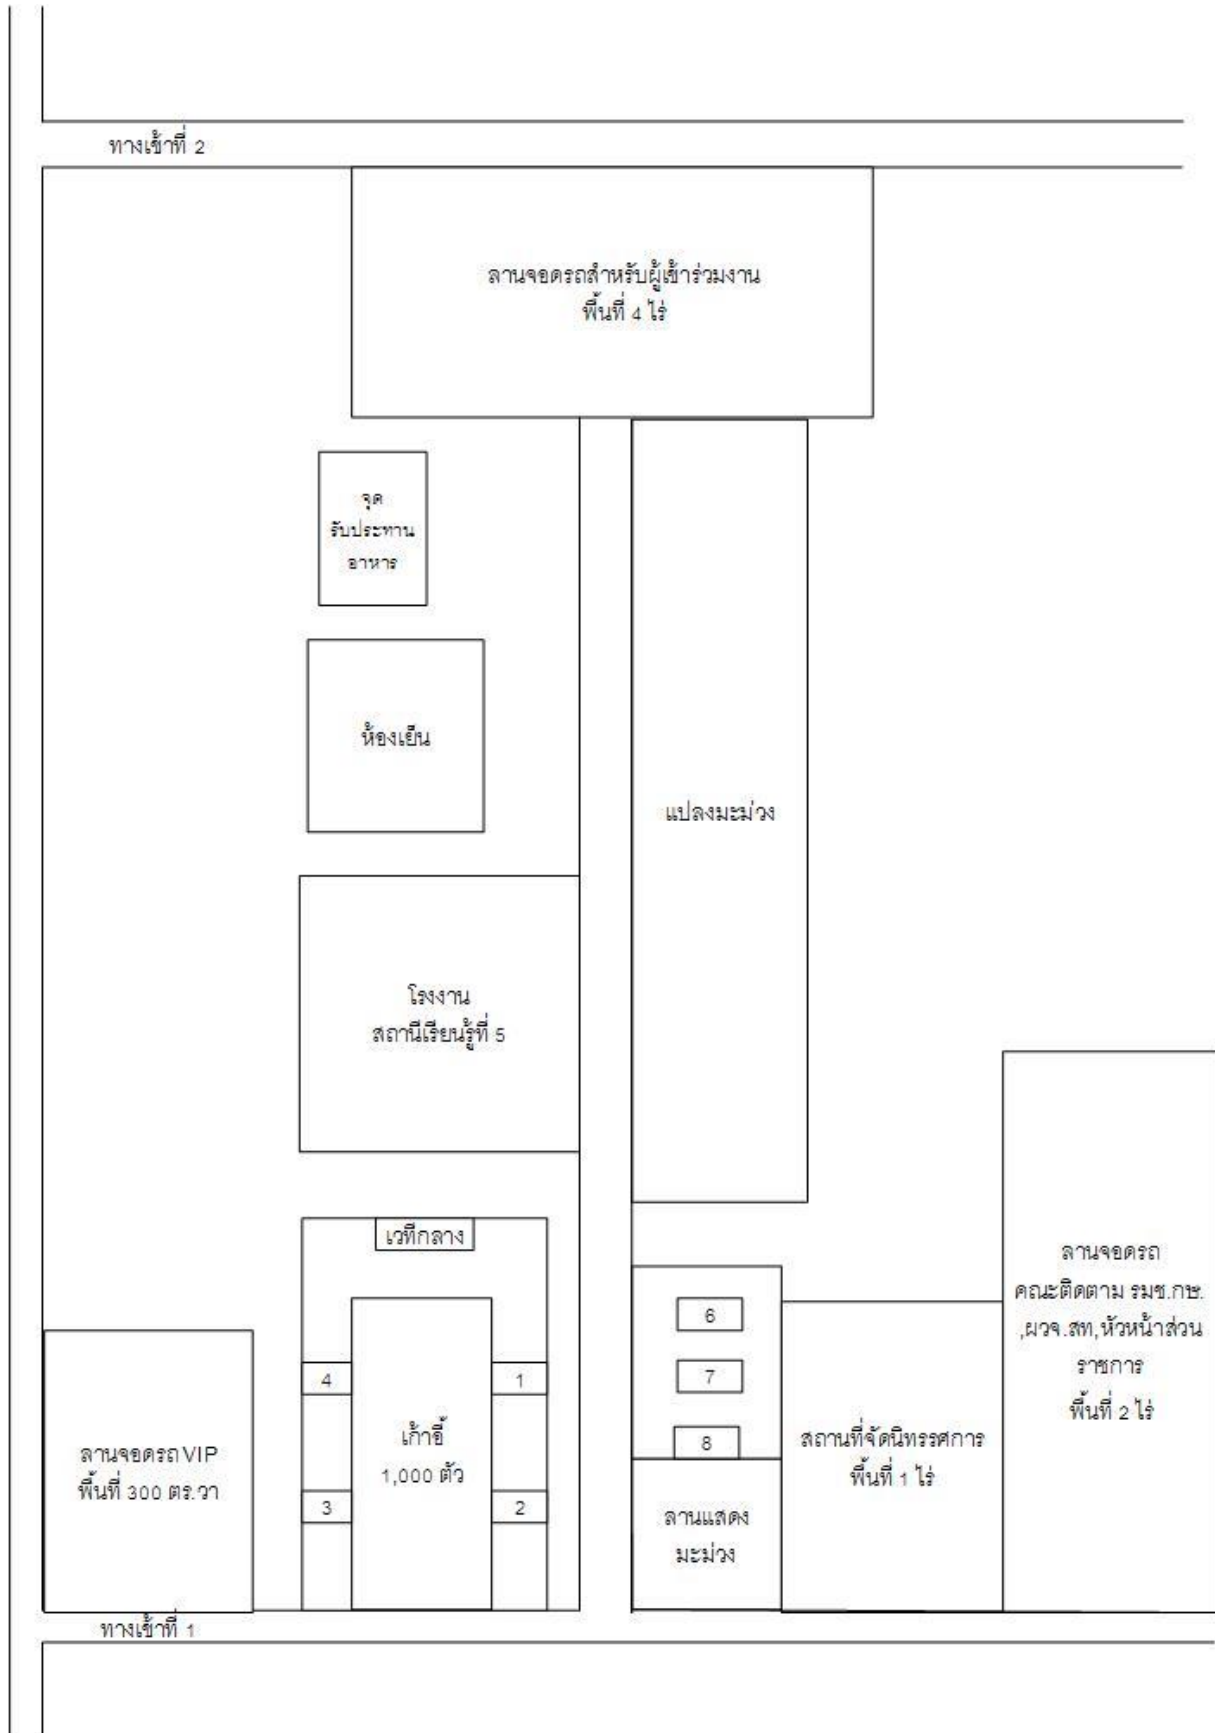 ทางเข้าที่ 2
ลานจอดรถสำหรับผู้เข้าร่วมงาน
พื้นที่ 4 ไร่
จุด
รับประทาน
อาหาร
ห้องเย็น
แปลงมะม่วง
โรงงาน
สถานีเรียนรู้ที่ 5
เวทีกลาง
4
1
เก้าอี้
1,000 ตัว
3
2
ลานจอดรถ VIP
พื้นที่ 300 ตร.วา
6
7
8
ลานแสดง
มะม่วง
สถานที่จัดนิทรรศการ
พื้นที่ 1 ไร่
ลานจอดรถ
คณะติดตาม รมช.กษ.
,ผวจ.สท,หัวหน้าส่วน
ราชการ
พื้นที่ 2 ไร่
ทางเข้าที่ 1